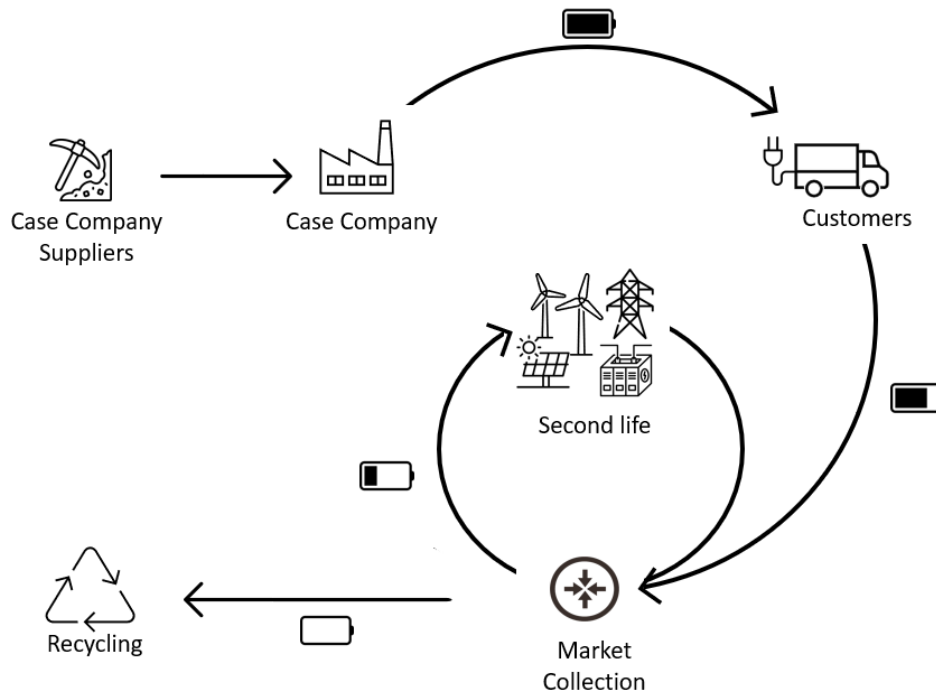 Case Company
Suppliers
Case Company
Customers
Second life
Recycling
Market
Collection